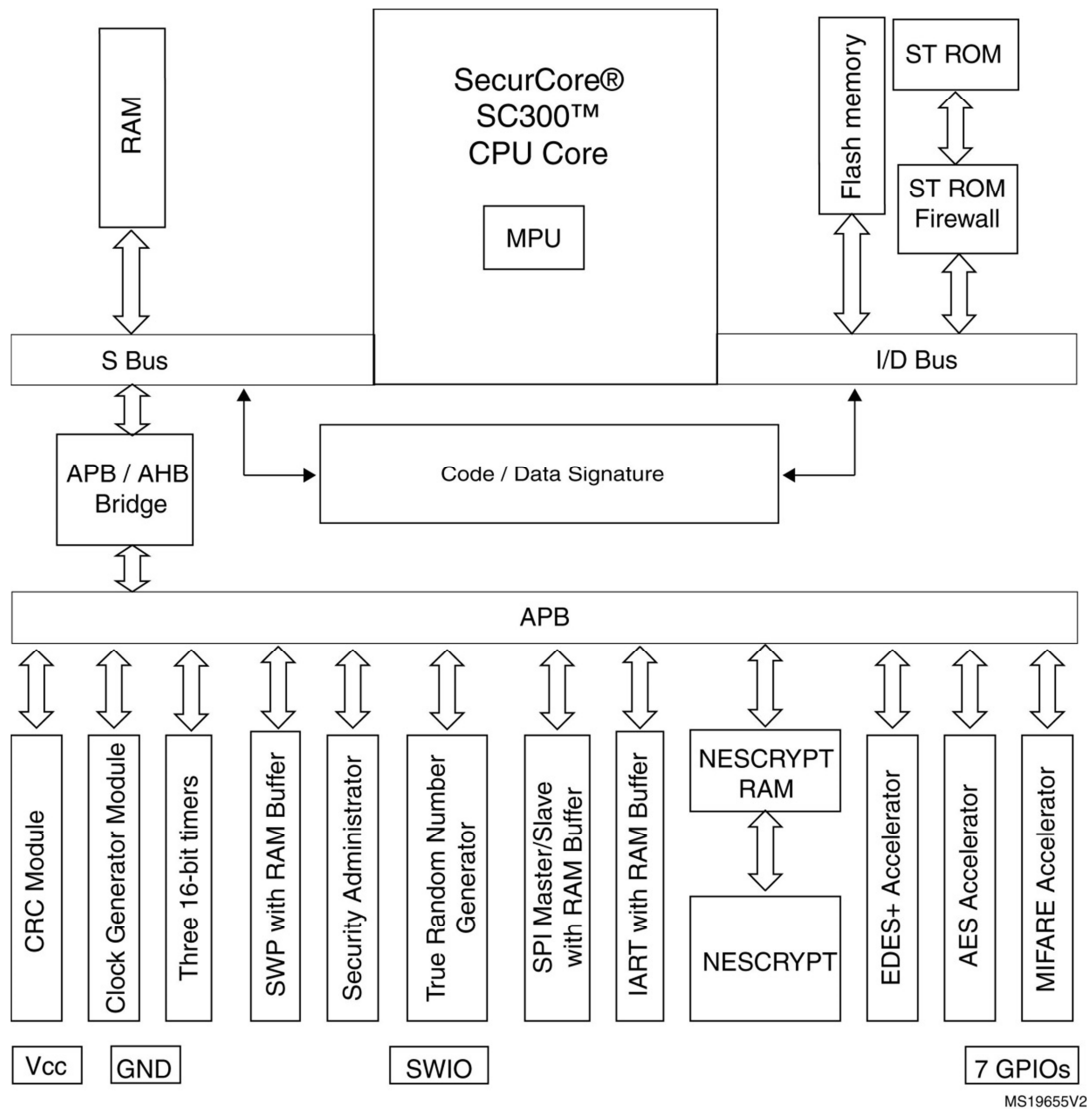 RAM
SecurCore®
SC300™
CPU Core
MPU
Flash memory
ST ROM
ST ROM
Firewall
S Bus
I/D Bus
APB / AHB
Bridge
Code / Data Signature
APB
CRC Module
Clock Generator Module
Three 16-bit timers
SWP with RAM Buffer
Security Administrator
True Random Number
Generator
SPI Master/Slave
with RAM Buffer
IART with RAM Buffer
NESCRYPT
RAM
NESCRYPT
EDES+ Accelerator
AES Accelerator
MIFARE Accelerator
Vcc
GND
SWIO
7 GPIOs
MS19655V2